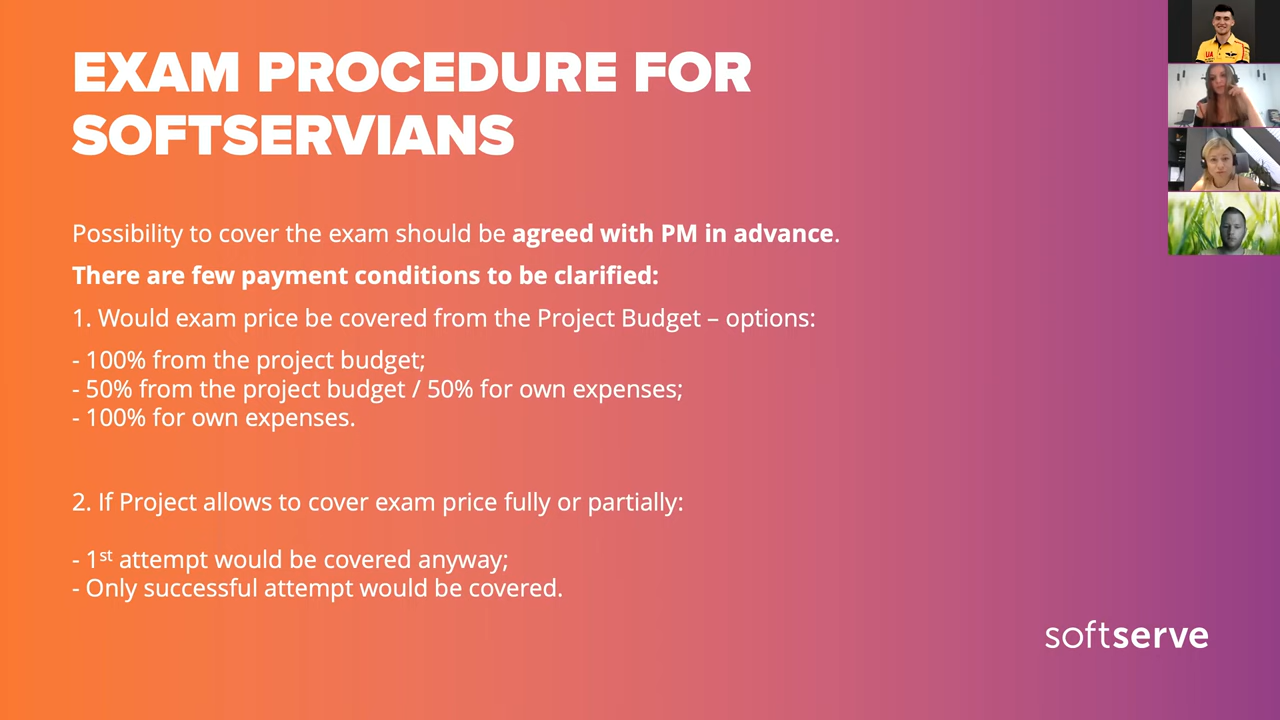 EXAM PROCEDURE FOR
SOFTSERVIANS
Possibility to cover the exam should be agreed with PM in advance.
There are few payment conditions to be clarified:
1. Would exam price be covered from the Project Budget – options:
- 100% from the project budget;
- 50% from the project budget / 50% for own expenses;
- 100% for own expenses.
2. If Project allows to cover exam price fully or partially:
- 1st attempt would be covered anyway;
- Only successful attempt would be covered.
softserve
UA